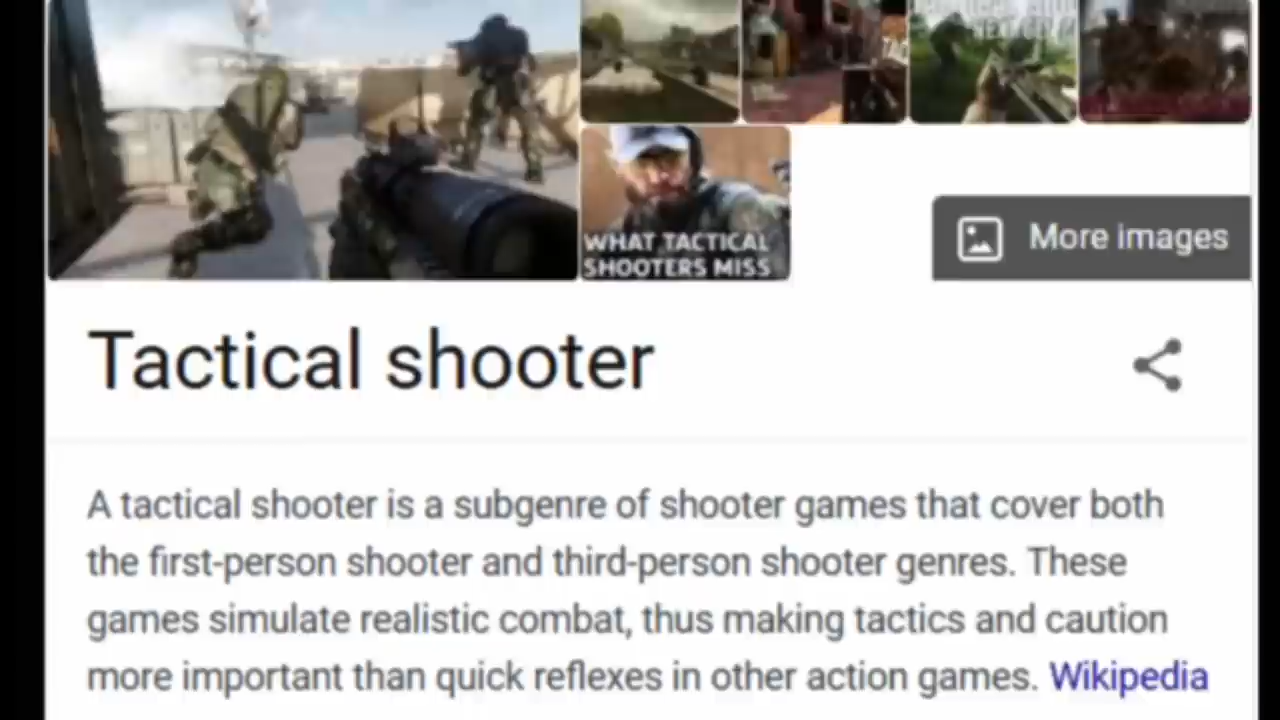 WHAT TACTICAL
SHOOTERS MISS
More images
Tactical shooter
A tactical shooter is a subgenre of shooter games that cover both
the first-person shooter and third-person shooter genres. These
games simulate realistic combat, thus making tactics and caution
more important than quick reflexes in other action games. Wikipedia